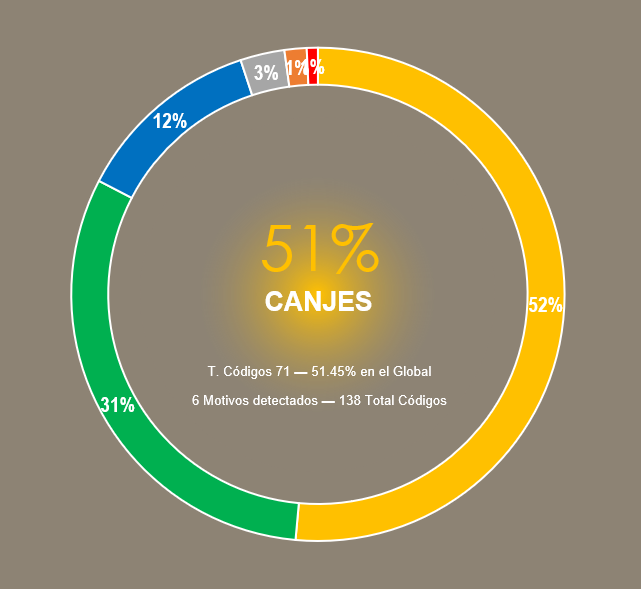 3%
1%
1%
12%
51%
CANJES
52%
T. Códigos 71 — 51.45% en el Global
6 Motivos detectados — 138 Total Códigos
31%